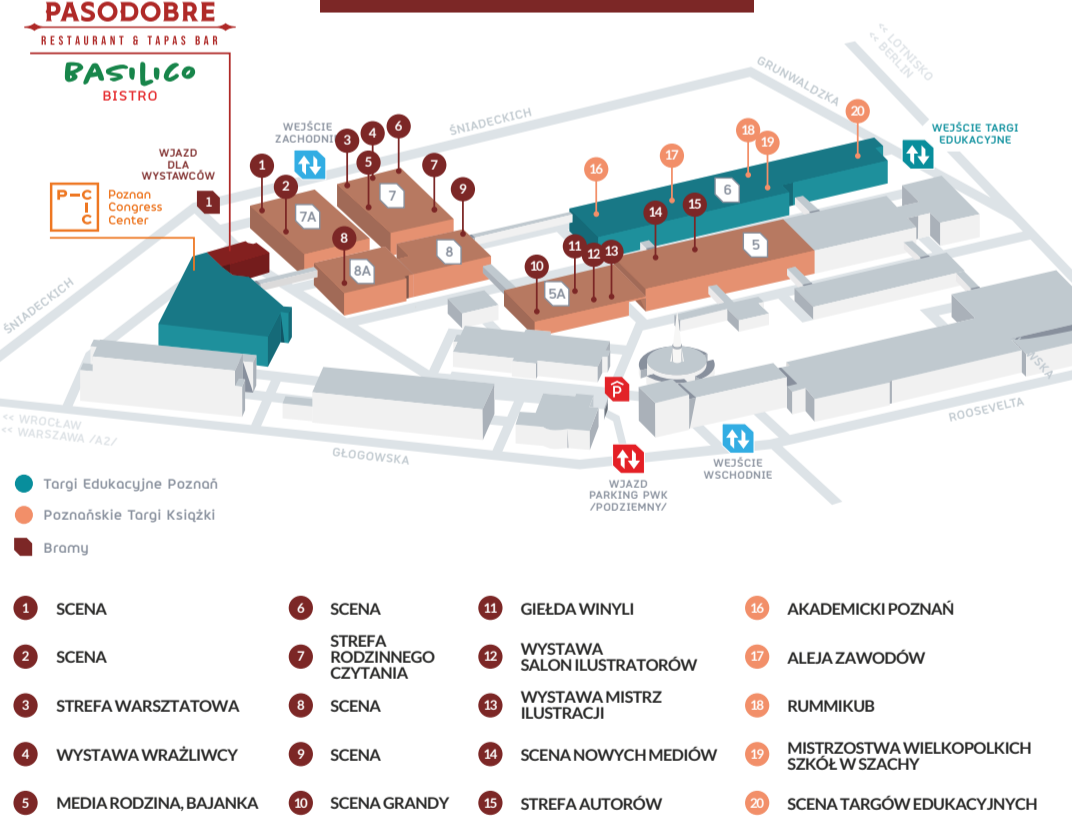 PASODOBRE
RESTAURANT & TAPAS BAR
BASILICO
BISTRO
WJAZD
DLA
WYSTAWCÓW
1
P-C
I
C
Poznan
Congress
Center
WEJŚCIE
ZACHODNI
ŚNIADECKICH
GRUNWALDZKA
<< LOTNISKO
<< BERLIN
WEJŚCIE TARGI
EDUKACYJNE
1
2
3
4
5
6
7
8
9
10
11
12
13
14
15
16
17
18
19
20
7A
7
8A
8
5A
5
6
ŚNIADECKICH
<< WROCŁAW
<< WARSZAWA /A2/
GŁOGOWSKA
P
WJAZD
PARKING PWK
/PODZIEMNY/
WEJŚCIE
WSCHODNIE
ROOSEVELTA
WSKA
Targi Edukacyjne Poznań
Poznańskie Targi Książki
Bramy
1 SCENA
2 SCENA
3 STREFA WARSZTATOWA
4 WYSTAWA WRAŻLIWCY
5 MEDIA RODZINA, BAJANKA
6 SCENA
7 STREFA
RODZINNEGO
CZYTANIA
8 SCENA
9 SCENA
10 SCENA GRANDY
11 GIEŁDA WINYLI
12 WYSTAWA
SALON ILUSTRATORÓW
13 WYSTAWA MISTRZ
ILUSTRACJI
14 SCENA NOWYCH MEDIÓW
15 STREFA AUTORÓW
16 AKADEMICKI POZNAŃ
17 ALEJA ZAWODÓW
18 RUMMIKUB
19 MISTRZOSTWA WIELKOPOLKICH
SZKÓŁ W SZACHY
20 SCENA TARGÓW EDUKACYJNYCH